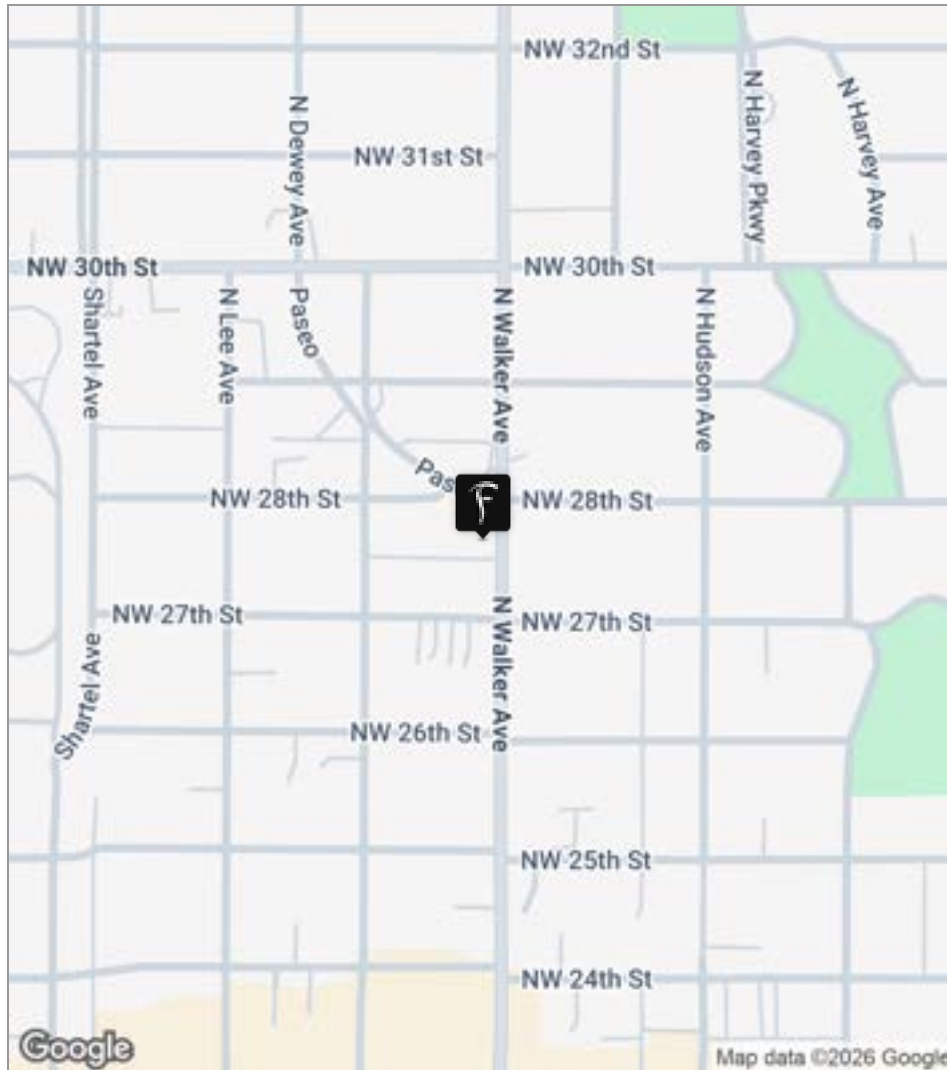 NW 32nd St
N Dewey Ave
N Harvey Pkwy
N Harvey Ave
NW 31st St
NW 30th St
NW 30th St
Shartel Ave
N Lee Ave
Paseo
N Walker Ave
N Hudson Ave
Pas
F
NW 28th St
NW 28th St
NW 27th St
N Walker Ave
NW 27th St
Shartel Ave
NW 26th St
NW 25th St
NW 24th St
Google
Map data ©2026 Google